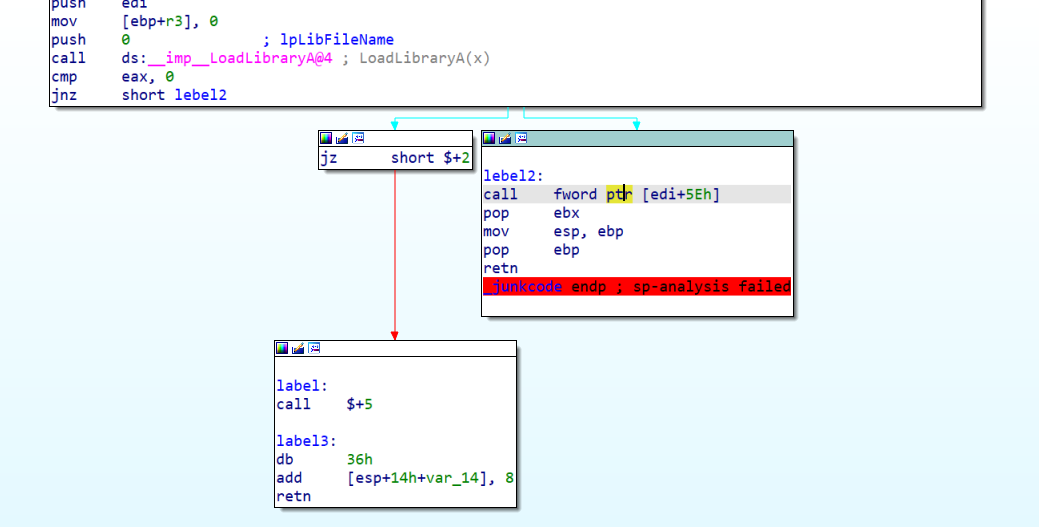 push edi
mov [ebp+r3], 0
push 0 ; lpLibFileName
call ds:__imp__LoadLibraryA@4 ; LoadLibraryA(x)
cmp eax, 0
jnz short lebel2
jz short $+2
lebel2:
call fword ptr [edi+5Eh]
pop ebx
mov esp, ebp
pop ebp
retn
_junkcode endp ; sp-analysis failed
label:
call $+5
label3:
db 36h
add [esp+14h+var_14], 8
retn